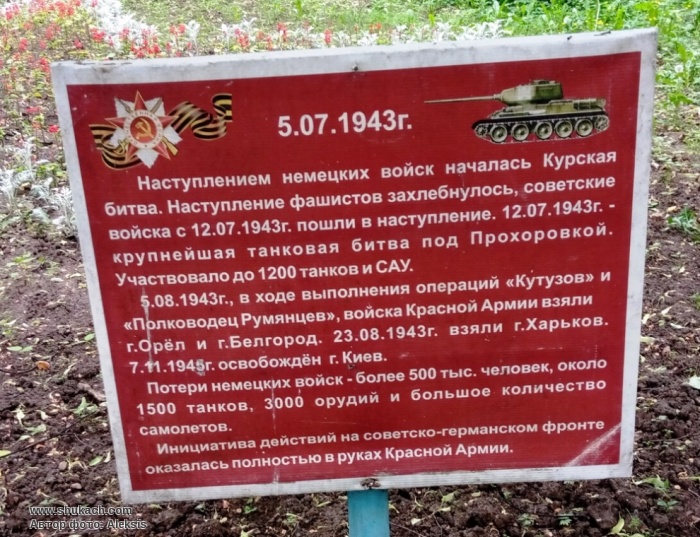 5.07.1943г.
Наступлением немецких войск началась Курская
битва. Наступление фашистов захлебнулось, советские
войска с 12.07.1943г. пошли в наступление. 12.07.1943г. -
крупнейшая танковая битва под Прохоровкой.
Участвовало до 1200 танков и САУ.
5.08.1943г., в ходе выполнения операций «Кутузов» и
«Полководец Румянцев», войска Красной Армии взяли
г.Орёл и г.Белгород. 23.08.1943г. взяли г.Харьков.
7.11.1945г. освобождён г.Киев.
Потери немецких войск - более 500 тыс. человек, около
1500 танков, 3000 орудий и большое количество
самолетов.
Инициатива действий на советско-германском фронте
оказалась полностью в руках Красной Армии.
www.shukach.com
Автор фото: Aleksis